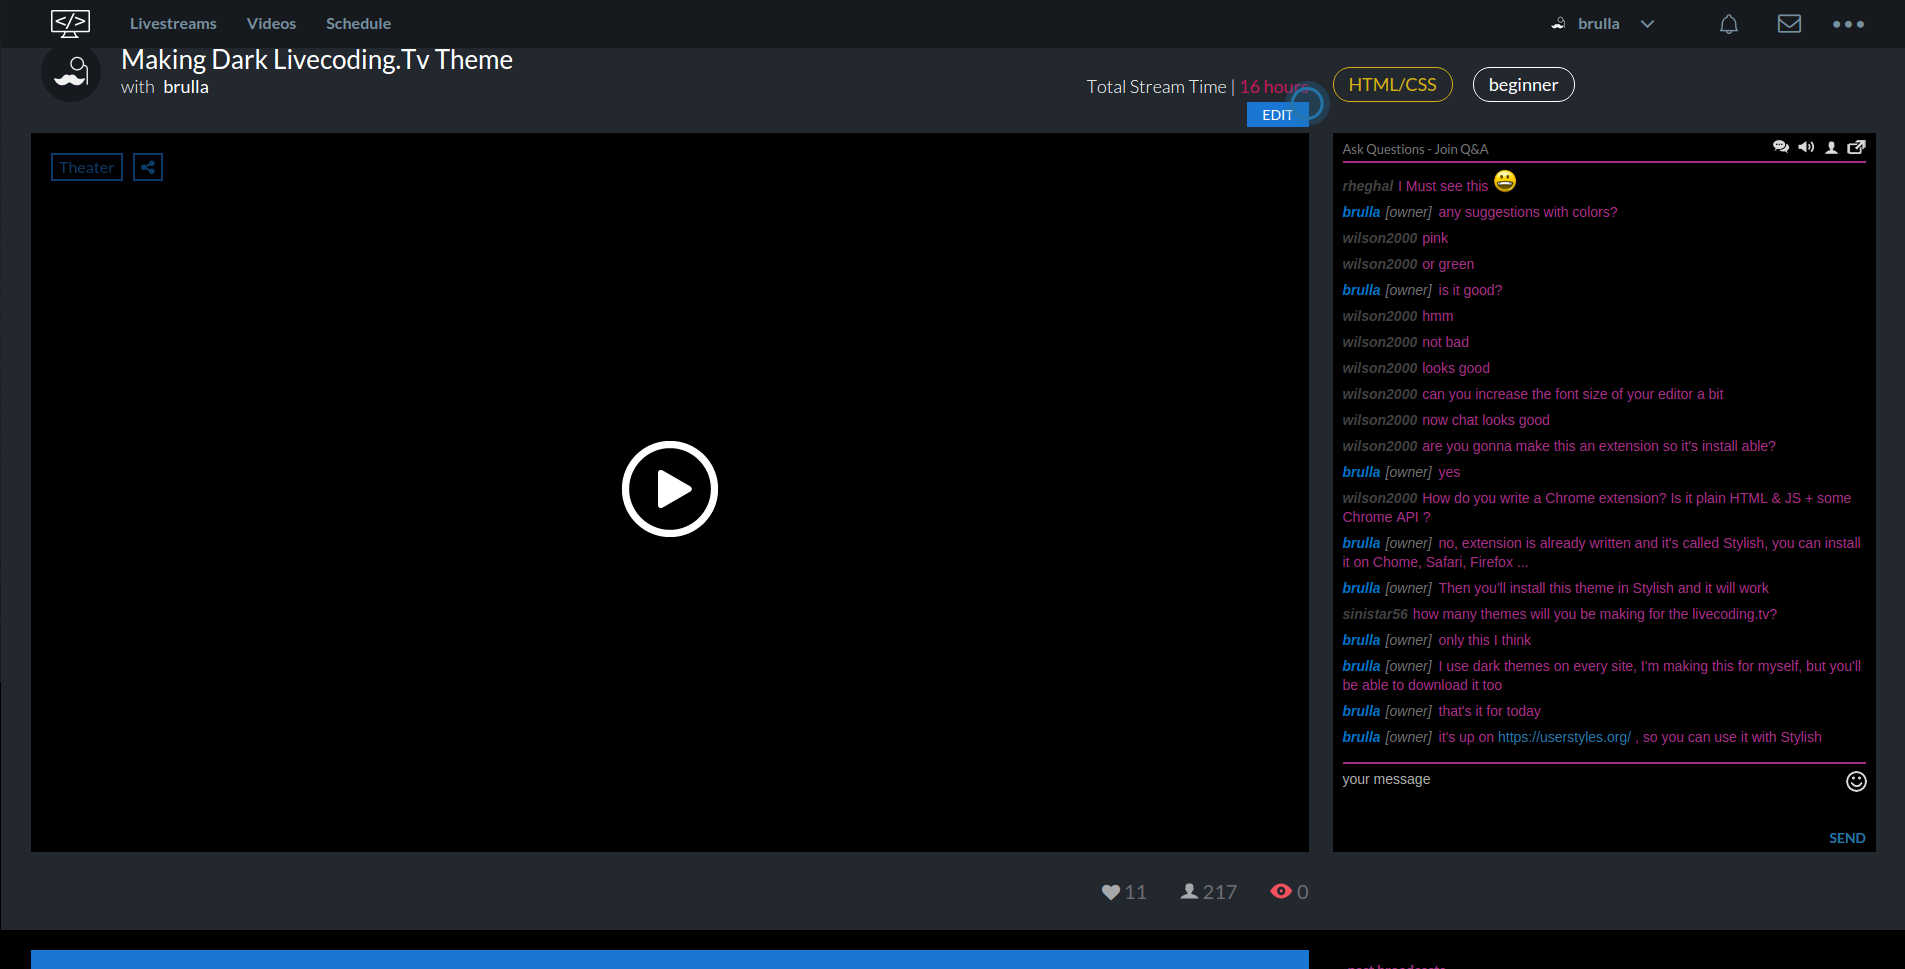 </>
Livestreams Videos Schedule
brulla
Making Dark Livecoding.Tv Theme
with brulla
Total Stream Time | 16 hours
HTML/CSS
beginner
EDIT
Theater
Ask Questions - Join Q&A
rheghal I Must see this
brulla [owner] any suggestions with colors?
wilson2000 pink
wilson2000 or green
brulla [owner] is it good?
wilson2000 hmm
wilson2000 not bad
wilson2000 looks good
wilson2000 can you increase the font size of your editor a bit
wilson2000 now chat looks good
wilson2000 are you gonna make this an extension so it's install able?
brulla [owner] yes
wilson2000 How do you write a Chrome extension? Is it plain HTML & JS + some
Chrome API ?
brulla [owner] no, extension is already written and it's called Stylish, you can install
it on Chome, Safari, Firefox ...
brulla [owner] Then you'll install this theme in Stylish and it will work
sinistar56 how many themes will you be making for the livecoding.tv?
brulla [owner] only this I think
brulla [owner] I use dark themes on every site, I'm making this for myself, but you'll
be able to download it too
brulla [owner] that's it for today
brulla [owner] it's up on https://userstyles.org/ , so you can use it with Stylish
your message
SEND
11 217 0
past broadcasts